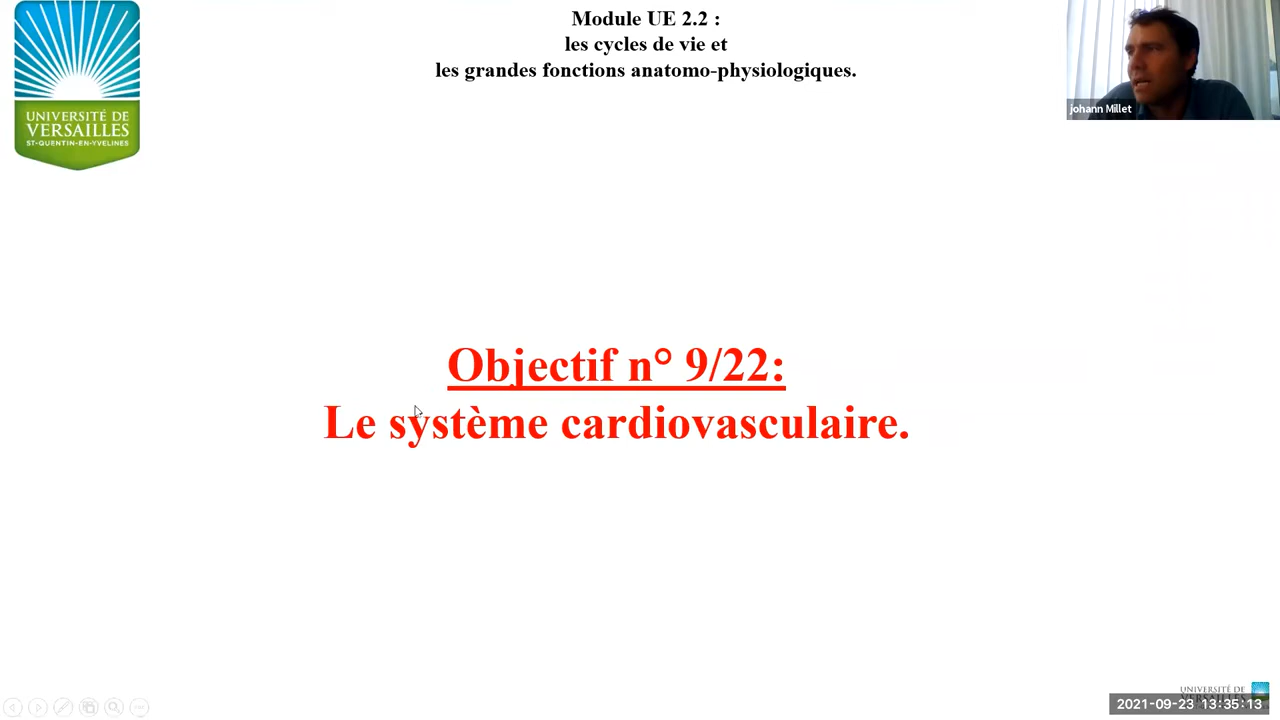 Module UE 2.2 :
les cycles de vie et
les grandes fonctions anatomo-physiologiques.
UNIVERSITÉ DE
VERSAILLES
ST-QUENTIN-EN-YVELINES
johann Millet
Objectif n° 9/22:
Le système cardiovasculaire.
UNIVERSITÉ DE
2021-09-23 13:35:13